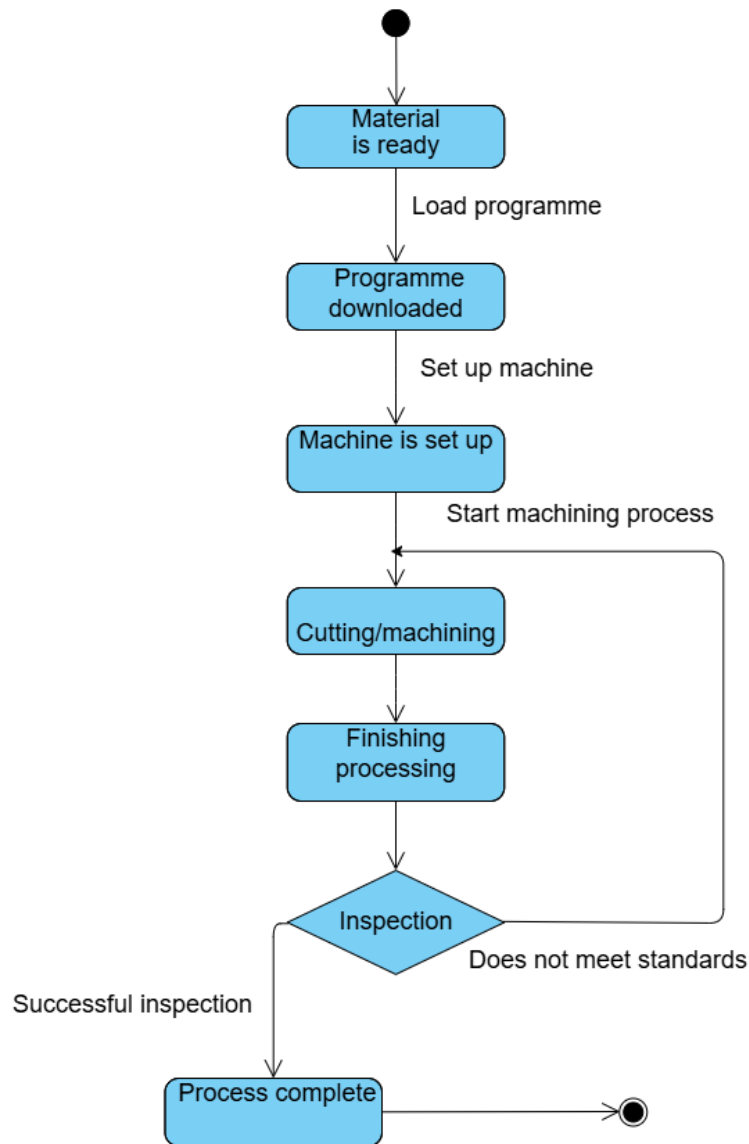 Material
is ready
Load programme
Programme
downloaded
Set up machine
Machine is set up
Start machining process
Cutting/machining
Finishing
processing
Inspection
Does not meet standards
Successful inspection
Process complete